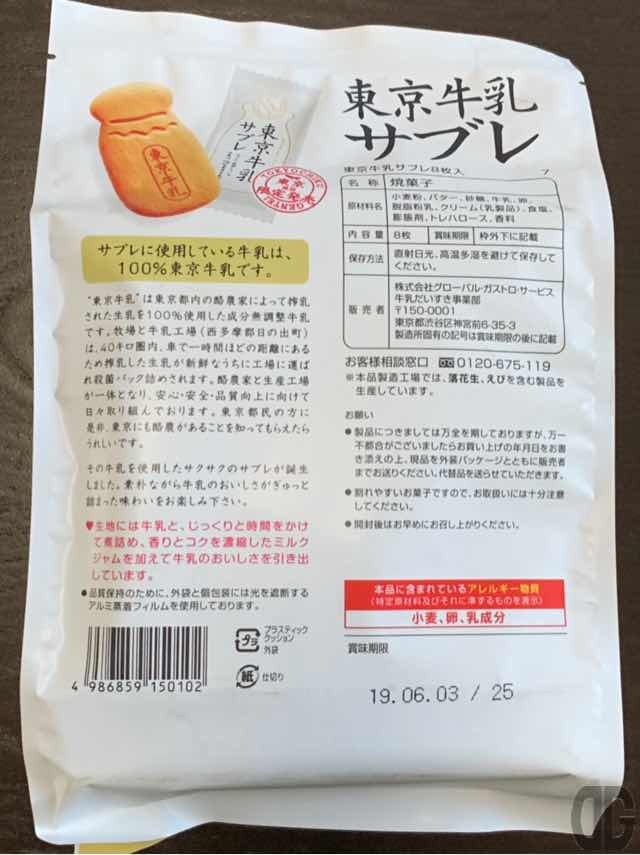 東京牛乳
サブレ
東京牛乳
東京牛乳
サブレ
TOKYO
東京
限定発売
サブレに使用している牛乳は、
100%東京牛乳です。
"東京牛乳"は東京都内の酪農家によって搾乳
された生乳を100%使用した成分無調整牛乳
です。牧場と牛乳工場(西多摩郡日の出町)
は、40キロ圏内、車で一時間ほどの距離にある
ため搾乳した生乳が新鮮なうちに工場に運ば
れ殺菌・パック詰めされます。酪農家と生産工場
が一体となり、安心・安全・品質向上に向けて
日々取り組んでおります。東京都民の方に
是非、東京にも酪農があることを知ってもらえたら
うれしいです。
その牛乳を使用したサクサクのサブレが誕生
しました。素朴ながら牛乳のおいしさがぎゅっと
詰まった味わいをお楽しみ下さい。
♥生地には牛乳と、じっくりと時間をかけ
て煮詰め、香りとコクを濃縮したミルク
ジャムを加えて牛乳のおいしさを引き出
しています。
●品質保持のために、外袋と個包装には光を遮断する
アルミ蒸着フィルムを使用しております。
4 986859 150102
プラ
プラスティック
クッション
外袋
紙
仕切り
東京牛乳サブレ8枚入 7
名称 焼菓子
原材料名 小麦粉、バター、砂糖、牛乳、卵、
脱脂粉乳、クリーム(乳製品)、食塩、
膨脹剤、トレハロース、香料
内容量 8枚 賞味期限 枠外下に記載
保存方法 直射日光、高温多湿を避けて保存して
ください。
販売者 株式会社グローバル・ガストロ・サービス
牛乳だいすき事業部
〒150-0001
東京都渋谷区神宮前6-35-3
製造所固有の記号は賞味期限の後に記載
お客様相談窓口 0120-675-119
※本品製造工場では、落花生、えびを含む製品を
生産しています。
お願い
●製品につきましては万全を期しておりますが、万一
不都合がございましたらお買い上げの年月日をお書
き添えの上、現品を外装パッケージとともに販売者
までお送りください。代替品を送らせていただきます。
●割れやすいお菓子ですので、お取扱いには十分注意
してください。
●開封後はお早めにお召し上がりください。
本品に含まれているアレルギー物質
(特定原材料及びそれに準ずるものを表示)
小麦、卵、乳成分
賞味期限
19.06.03 / 25